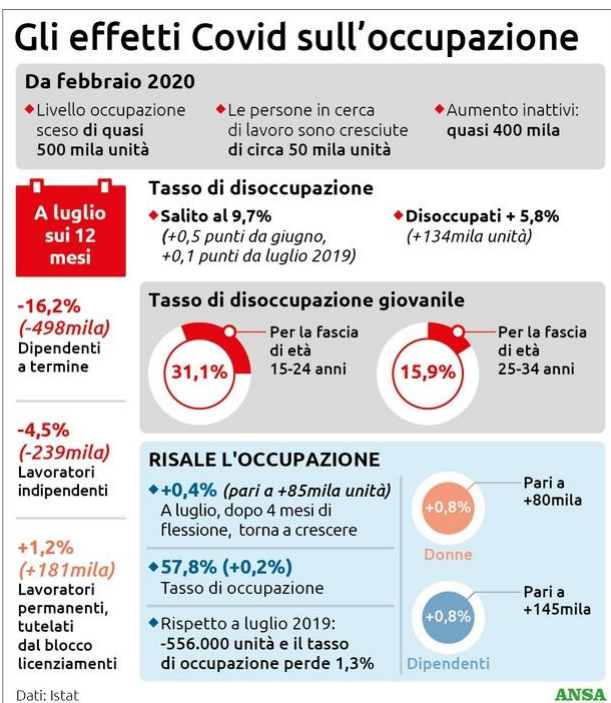 Gli effetti Covid sull'occupazione
Da febbraio 2020
◆Livello occupazione
sceso di quasi
500 mila unità
◆Le persone in cerca
di lavoro sono cresciute
di circa 50 mila unità
◆Aumento inattivi:
quasi 400 mila
A luglio
sui 12
mesi
-16,2%
(-498mila)
Dipendenti
a termine
-4,5%
(-239mila)
Lavoratori
indipendenti
+1,2%
(+181mila)
Lavoratori
permanenti,
tutelati
dal blocco
licenziamenti
Tasso di disoccupazione
◆Salito al 9,7%
(+0,5 punti da giugno,
+0,1 punti da luglio 2019)
◆Disoccupati + 5,8%
(+134mila unità)
Tasso di disoccupazione giovanile
31,1%
Per la fascia
di età
15-24 anni
15,9%
Per la fascia
di età
25-34 anni
RISALE L'OCCUPAZIONE
◆+0,4% (pari a +85mila unità)
A luglio, dopo 4 mesi di
flessione, torna a crescere
◆57,8% (+0,2%)
Tasso di occupazione
◆Rispetto a luglio 2019:
-556.000 unità e il tasso
di occupazione perde 1,3%
+0,8%
Pari a
+80mila
Donne
+0,8%
Pari a
+145mila
Dipendenti
Dati: Istat
ANSA